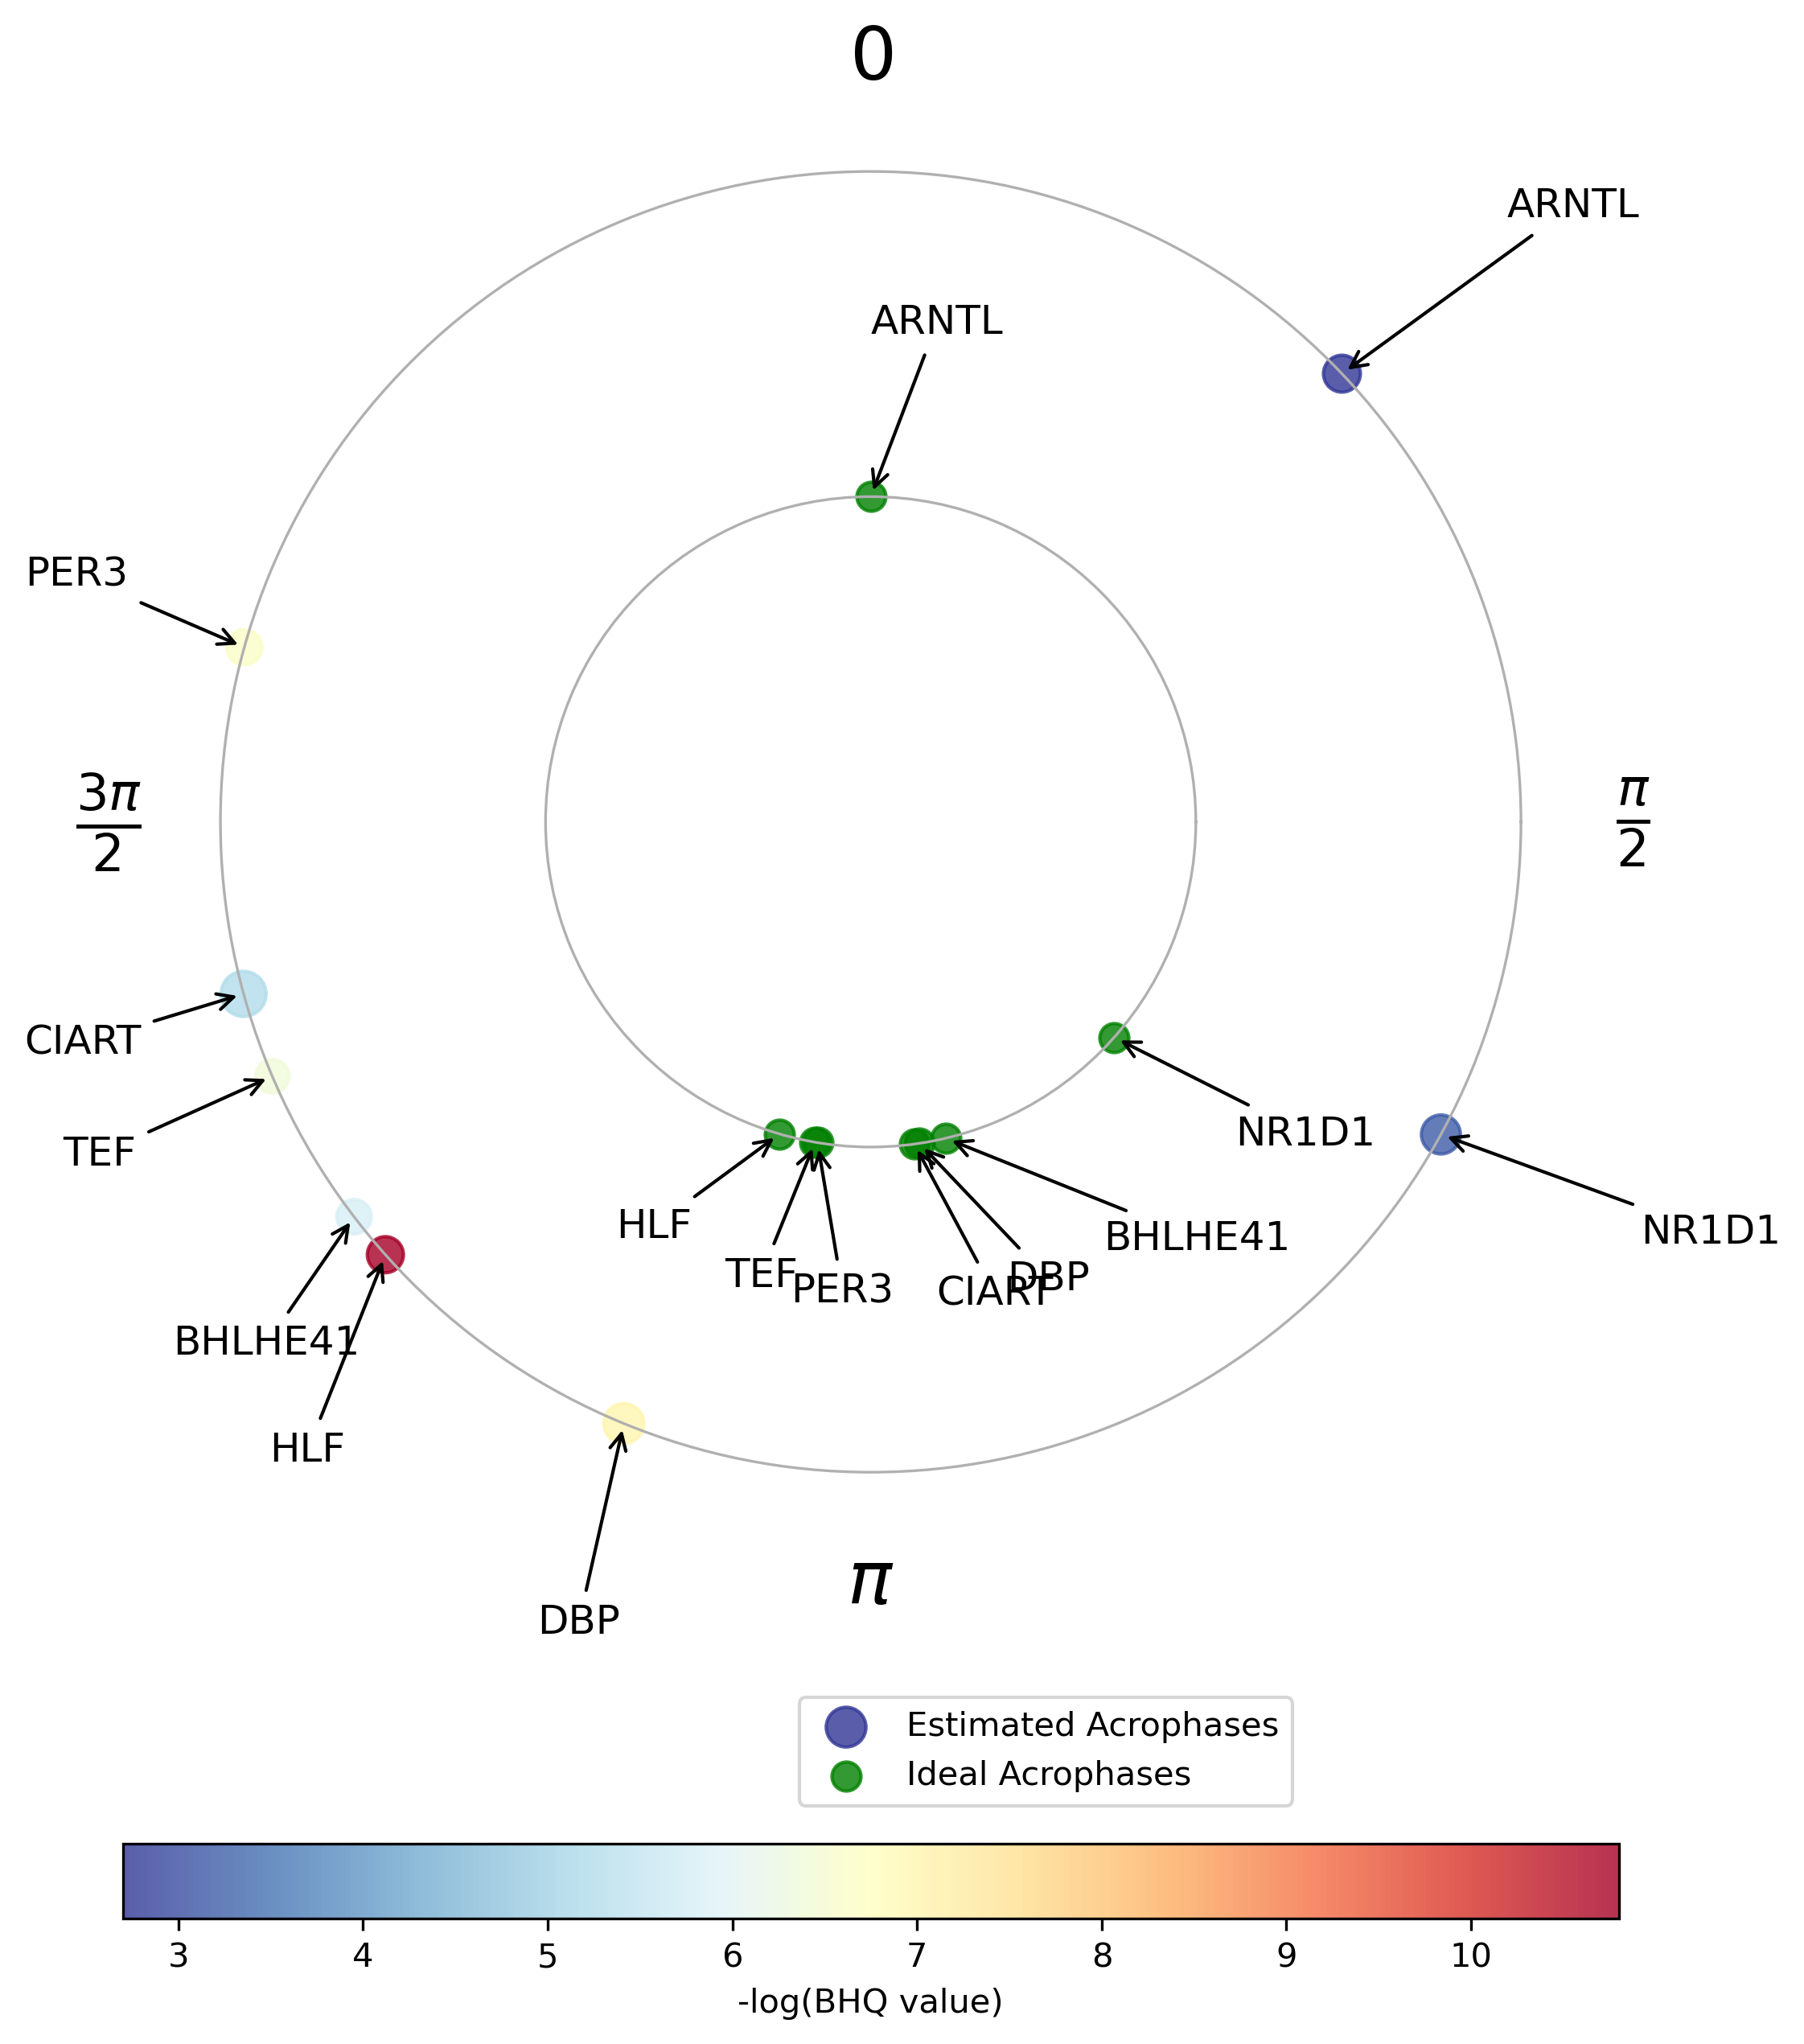 0
ARNTL
ARNTL
PER3
3π
2
π
2
CIART
TEF
NR1D1
NR1D1
HLF
BHLHE41
TEF
PER3
CIART
DBP
BHLHE41
HLF
π
DBP
Estimated Acrophases
Ideal Acrophases
3 4 5 6 7 8 9 10
-log(BHQ value)